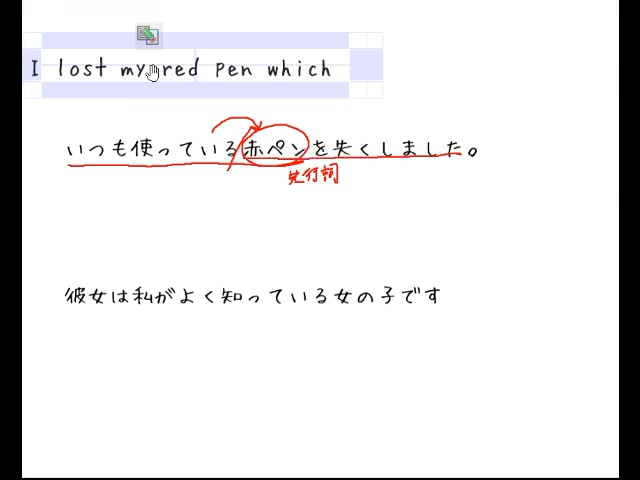 I lost my red pen which
いつも使っている赤ペンを失くしました。
先行詞
彼女は私がよく知っている女の子です